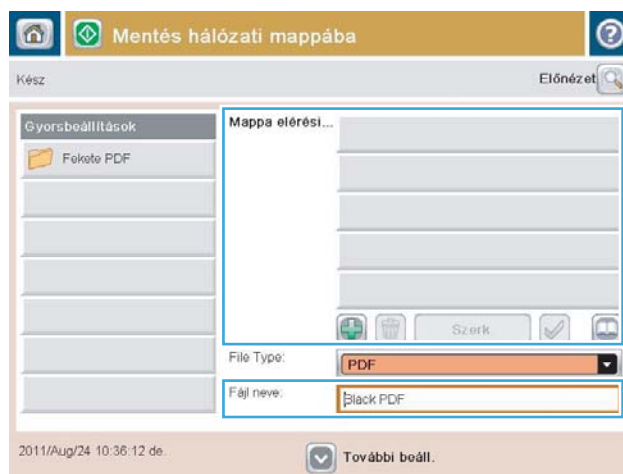 Mentés hálózati mappába
Kész
Előnézet
Gyorsbeállítások
Fekete PDF
Mappa elérési...
Szerk
File Type:
PDF
Fájl neve:
Black PDF
2011/Aug/24 10:36:12 de.
További beáll.